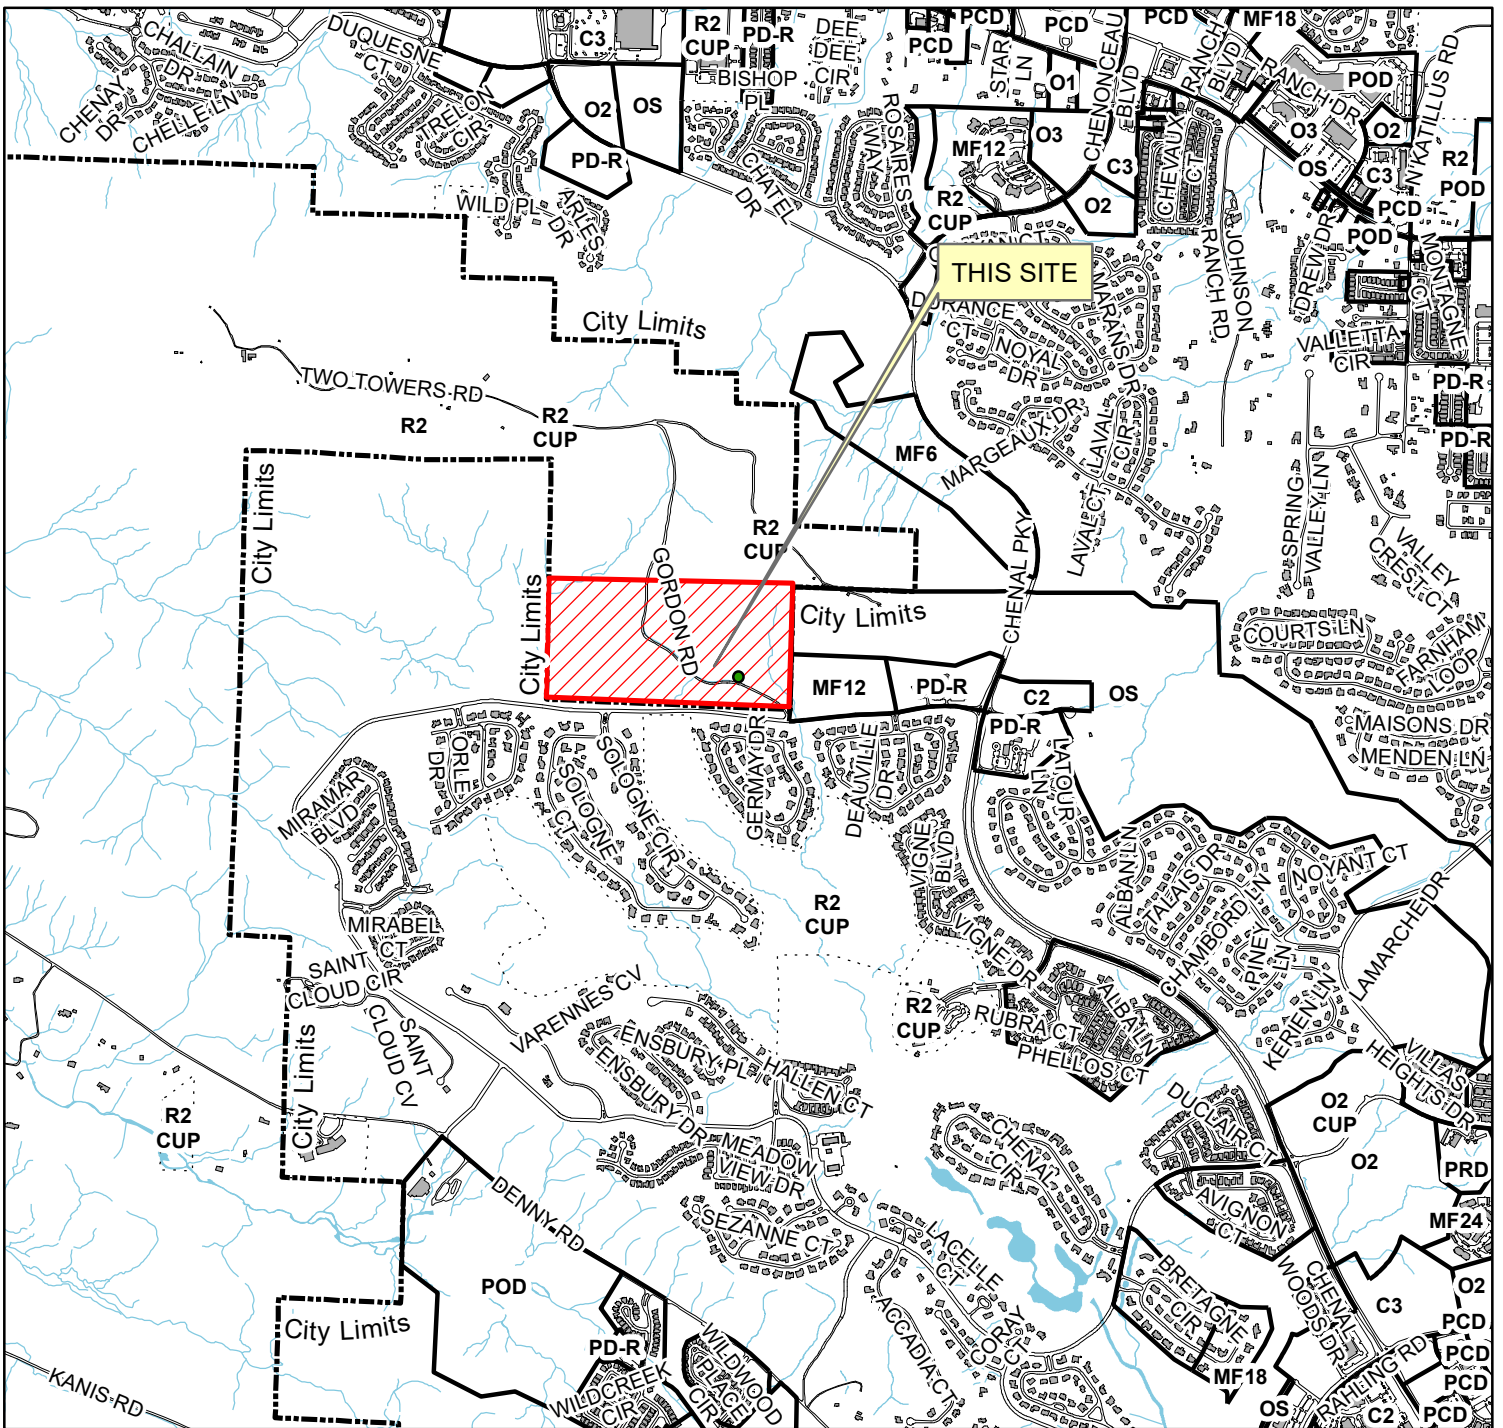 CHALLAIN
DR
DUQUESNE
CT
CHENAY
DR
CHELLE LN
TRELON
CIR
C3
R2
CUP
PD-R
BISHOP
PL
DEE
DEE
CIR
PCD
STAR
LN
PCD
CHENONCEAU
BLVD
PCD
RANCH
BLVD
MF18
RANCH DR
POD
N KATILLUS RD
O2
OS
PD-R
WILD PL
ARLES
DR
CHATEL
DR
ROSAIRES
WAY
O1
O3
MF12
R2
CUP
C3
O2
CHEVAUX
CT
O3
OS
O2
C3
R2
POD
PCD
POD
DREW DR
MONTAGNE
CT
JOHNSON
RANCH RD
THIS SITE
DURANCE
CT
NOYAL
DR
MARANS DR
VALLETTA
CIR
PD-R
PD-R
City Limits
TWO TOWERS RD
R2
R2
CUP
MF6
MARGEAUX DR
LAVAL
CIR
LAVAL CT
SPRING
VALLEY LN
VALLEY
CREST CT
City Limits
R2
CUP
GORDON RD
City Limits
City Limits
CHENAL PKY
COURTS LN
FARNHAM
LOOP
MAISONS DR
MENDEN LN
MF12
PD-R
C2
OS
PD-R
LATOUR
LN
ORLE
DR
MIRAMAR
BLVD
SOLOGNE
CT
SOLOGNE CIR
GERMAY DR
DEAUVILLE
DR
VIGNE
BLVD
ALBAN LN
TALAIS DR
CHAMBORD LN
PINEY
LN
NOYANT CT
LAMARCHE DR
R2
CUP
VIGNE DR
MIRABEL
CT
SAINT
CLOUD CIR
SAINT
CLOUD CV
VARENNES CV
R2
CUP
RUBRA CT
ALBA LN
PHELLOS CT
KERIEN LN
VILLAS
HEIGHTS DR
ENSBURY PL
ENSBURY DR
HALLEN CT
City Limits
R2
CUP
MEADOW
VIEW DR
CHENAL
CIR
DUCLAIR CT
O2
CUP
O2
PRD
MF24
DENNY RD
SEZANNE CT
AVIGNON
CT
LACELLE
CT
BRETAGNE
CIR
WOODS DR
CHENAL
O2
C3
PCD
POD
City Limits
ACCADIA CT
CORAY
CT
MF18
RAHLING RD
PCD
PCD
PD-R
WILDCREEK
CIR
WILDWOOD
PLACE
CIR
OS
C2
PCD
KANIS RD